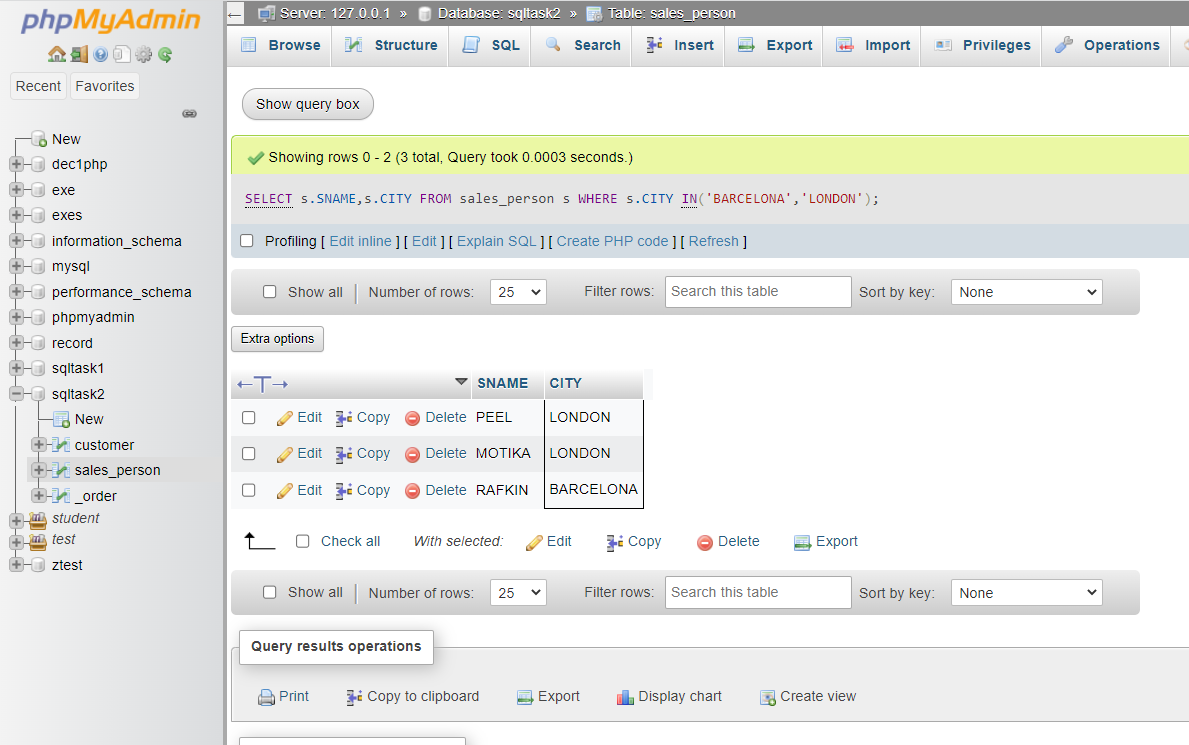 phpMyAdmin
Recent Favorites
New
dec1php
exe
exes
information_schema
mysql
performance_schema
phpmyadmin
record
sqltask1
sqltask2
New
customer
sales_person
_order
student
test
ztest
Server: 127.0.0.1 » Database: sqltask2 » Table: sales_person
Browse Structure SQL Search Insert Export Import Privileges Operations
Show query box
Showing rows 0 - 2 (3 total, Query took 0.0003 seconds.)
SELECT s.SNAME,s.CITY FROM sales_person s WHERE s.CITY IN('BARCELONA','LONDON');
Profiling [ Edit inline ] [ Edit ] [ Explain SQL ] [ Create PHP code ] [ Refresh ]
Show all | Number of rows: 25 Filter rows: Search this table Sort by key: None
Extra options
←T→ SNAME CITY
Edit Copy Delete PEEL LONDON
Edit Copy Delete MOTIKA LONDON
Edit Copy Delete RAFKIN BARCELONA
Check all With selected: Edit Copy Delete Export
Show all | Number of rows: 25 Filter rows: Search this table Sort by key: None
Query results operations
Print Copy to clipboard Export Display chart Create view